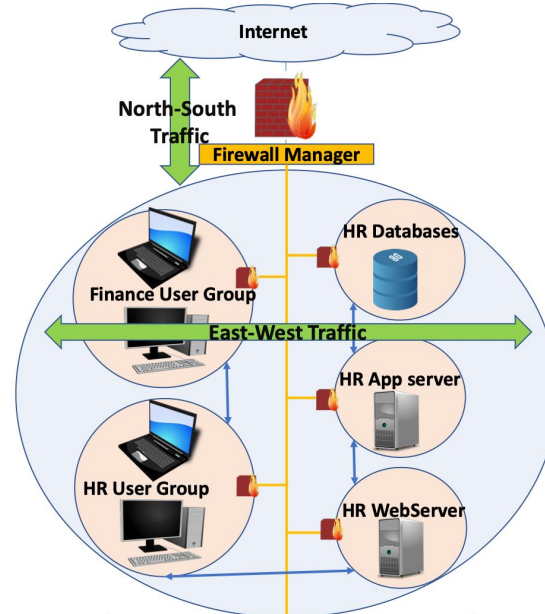 Internet
North-South
Traffic
Firewall Manager
HR Databases
Finance User Group
East-West Traffic
HR App server
HR User Group
HR WebServer